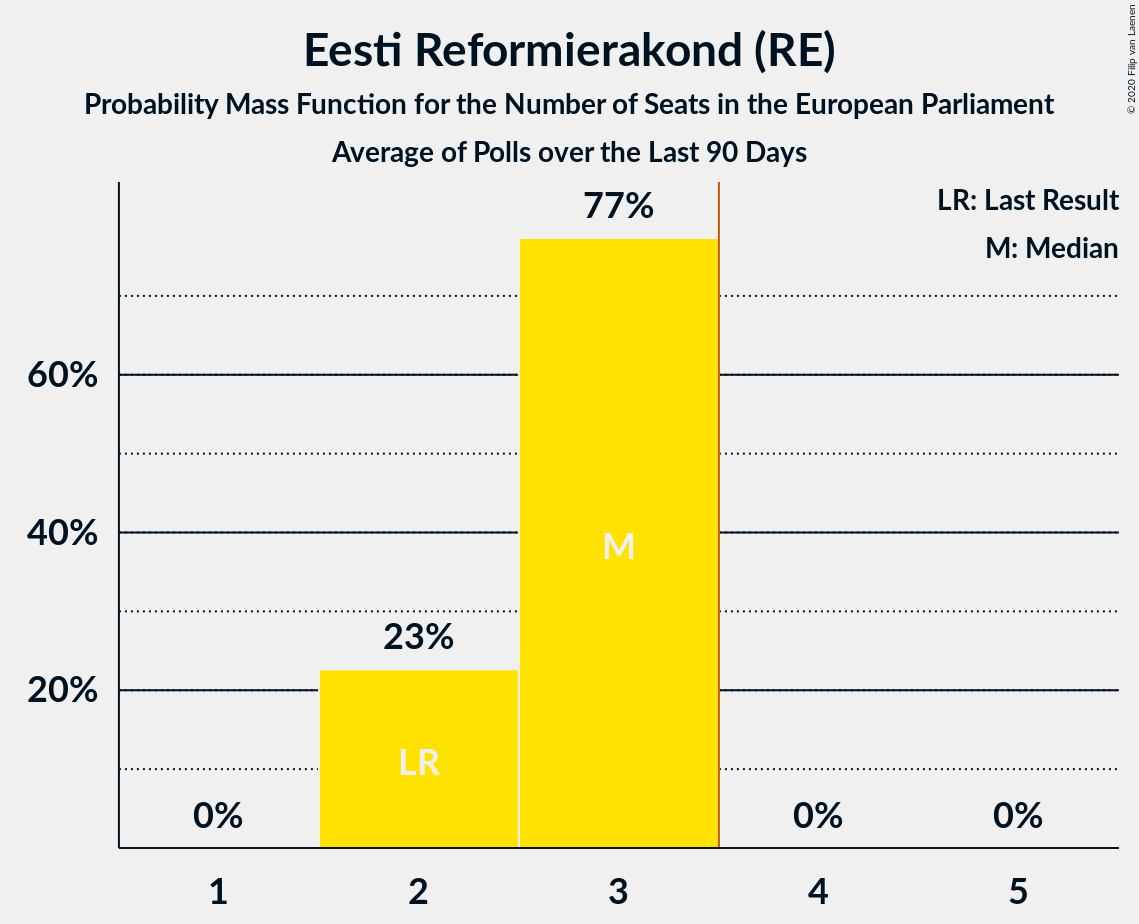 Eesti Reformierakond (RE)
Probability Mass Function for the Number of Seats in the European Parliament
Average of Polls over the Last 90 Days
© 2020 Filip van Laenen
LR: Last Result
M: Median
77%
60%
40%
M
23%
20%
LR
0%
0%
0%
1
2
3
4
5